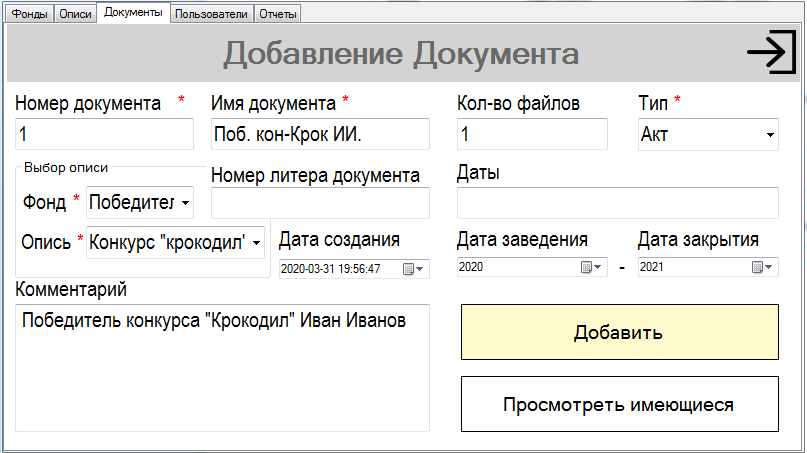 Фонды Описи Документы Пользователи Отчеты
Добавление Документа
Номер документа * Имя документа * Кол-во файлов Тип *
1 Поб. кон-Крок ИИ. 1 Акт
Выбор описи
Номер литера документа Даты
Фонд * Победител
Опись * Конкурс "крокодил"
Дата создания Дата заведения Дата закрытия
2020-03-31 19:56:47 2020 - 2021
Комментарий
Победитель конкурса "Крокодил" Иван Иванов
Добавить
Просмотреть имеющиеся